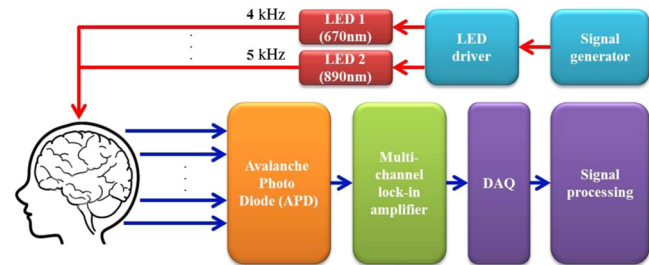 4 kHz
LED 1
(670nm)
5 kHz
LED 2
(890nm)
LED
driver
Signal
generator
Avalanche
Photo
Diode (APD)
Multi-
channel
lock-in
amplifier
DAQ
Signal
processing